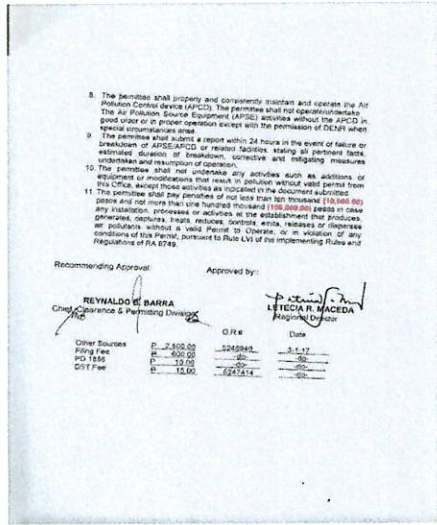 8. The permittee shall properly and consistently maintain and operate the Air
Pollution Control device (APCD). The permittee shall not operate/undertake
The Air Pollution Source Equipment (APSE) activities without the APCD in
good order or in proper operation except with the permission of DENR when
special circumstances arise.
9. The permittee shall submit a report within 24 hours in the event of failure or
breakdown of APSE/APCD or related facilities, stating all pertinent facts,
estimated duration of breakdown, corrective and mitigating measures
undertaken and resumption of operation.
10. The permittee shall not undertake any activities such as additions of
equipment or modifications that result in pollution without valid permit from
this Office, except those activities as indicated in the document submitted.
11. The permittee shall pay penalties of not less than ten thousand (10,000.00)
pesos and not more than one hundred thousand (100,000.00) pesos in case
any installation, processes or activities at the establishment that produces,
generates, captures, treats, reduces, controls, emits, releases or disperses
air pollutants without a valid Permit to Operate, or in violation of any
conditions of this Permit, pursuant to Rule LVI of the implementing Rules and
Regulations of RA 8749.
Recommending Approval: Approved by:
REYNALDO B. BARRA LETECIA R. MACEDA
Chief, Clearance & Permitting Division Regional Director
O.R.# Date
Other Sources P 2,500.00 5246946 3-1-17
Filing Fee P 600.00 -do- -do-
PD 1856 P 10.00 -do- -do-
DST Fee P 15.00 5247414 -do-